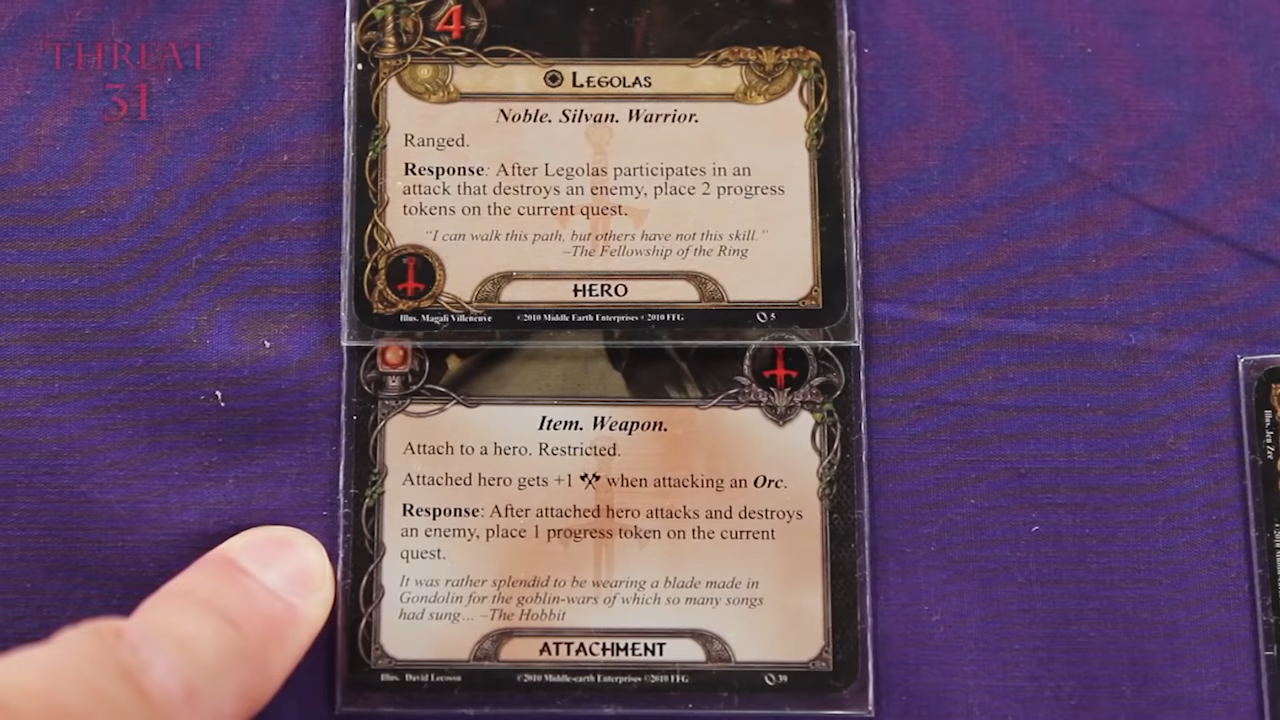 THREAT
31
4
Legolas
Noble. Silvan. Warrior.
Ranged.
Response: After Legolas participates in an
attack that destroys an enemy, place 2 progress
tokens on the current quest.
“I can walk this path, but others have not this skill.”
–The Fellowship of the Ring
HERO
Illus. Magali Villeneuve ©2010 Middle Earth Enterprises ©2010 FFG 5
Item. Weapon.
Attach to a hero. Restricted.
Attached hero gets +1 when attacking an Orc.
Response: After attached hero attacks and destroys
an enemy, place 1 progress token on the current
quest.
It was rather splendid to be wearing a blade made in
Gondolin for the goblin-wars of which so many songs
had sung... –The Hobbit
ATTACHMENT
Illus. David Lecossu ©2010 Middle-earth Enterprises ©2010 FFG 39
Illus. Jen Zee